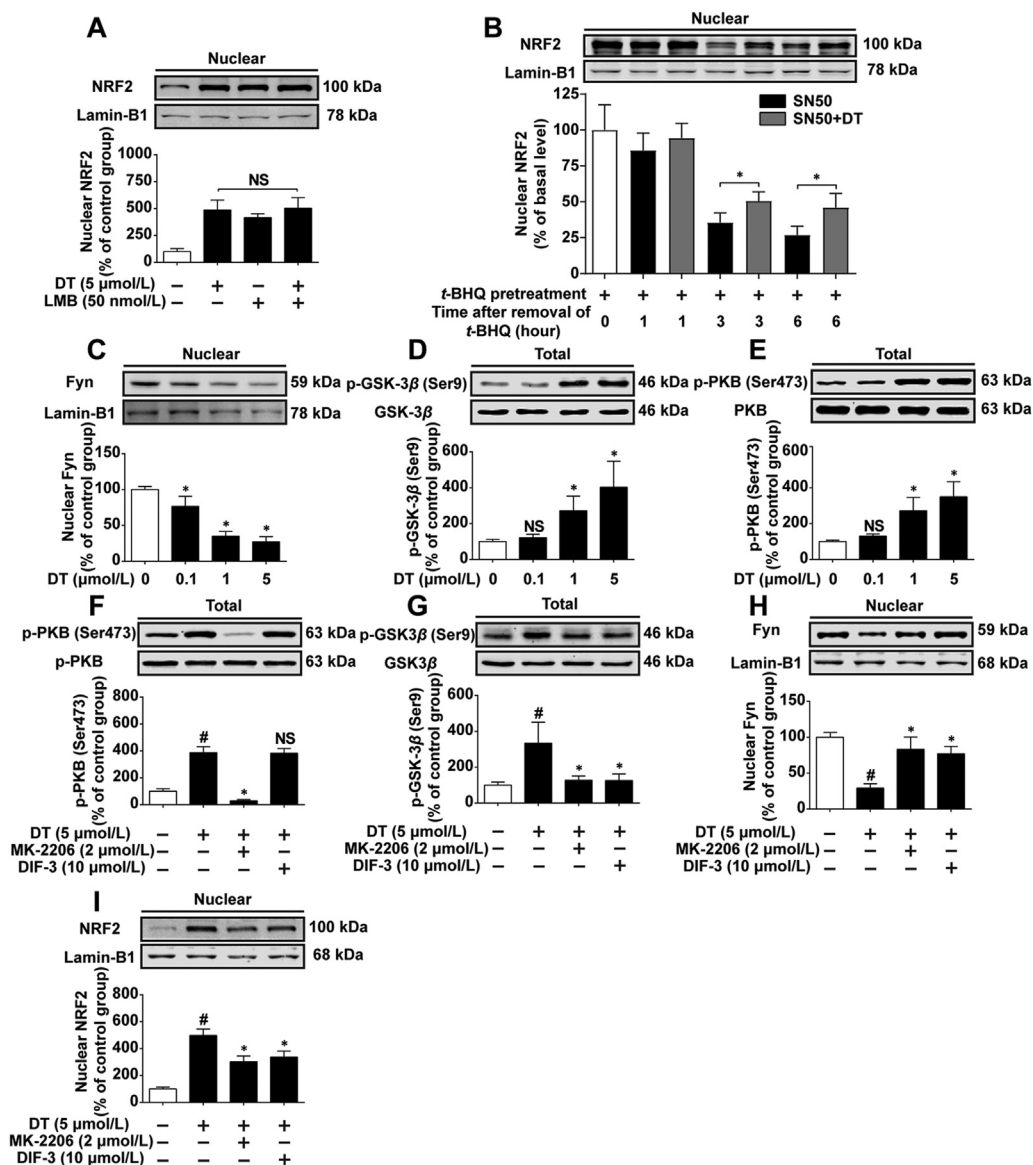 A
Nuclear
NRF2
100 kDa
Lamin-B1
78 kDa
Nuclear NRF2
(% of control group)
1000
750
500
250
0
NS
DT (5 µmol/L) – + – +
LMB (50 nmol/L) – – + +
B
Nuclear
NRF2
100 kDa
Lamin-B1
78 kDa
Nuclear NRF2
(% of basal level)
125
100
75
50
25
0
SN50
SN50+DT
* *
t-BHQ pretreatment + + + + + + +
Time after removal of
t-BHQ (hour)
0 1 1 3 3 6 6
C
Nuclear
Fyn
59 kDa
Lamin-B1
78 kDa
Nuclear Fyn
(% of control group)
150
100
50
0
* * *
DT (µmol/L) 0 0.1 1 5
D
Total
p-GSK-3β (Ser9)
46 kDa
GSK-3β
46 kDa
p-GSK-3β (Ser9)
(% of control group)
600
400
200
0
NS * *
DT (µmol/L) 0 0.1 1 5
E
Total
p-PKB (Ser473)
63 kDa
PKB
63 kDa
p-PKB (Ser473)
(% of control group)
600
400
200
0
NS * *
DT (µmol/L) 0 0.1 1 5
F
Total
p-PKB (Ser473)
63 kDa
p-PKB
63 kDa
p-PKB (Ser473)
(% of control group)
800
600
400
200
0
# * NS
DT (5 µmol/L) – + + +
MK-2206 (2 µmol/L) – – + –
DIF-3 (10 µmol/L) – – – +
G
Total
p-GSK3β (Ser9)
46 kDa
GSK3β
46 kDa
p-GSK-3β (Ser9)
(% of control group)
600
400
200
0
# * *
DT (5 µmol/L) – + + +
MK-2206 (2 µmol/L) – – + –
DIF-3 (10 µmol/L) – – – +
H
Nuclear
Fyn
59 kDa
Lamin-B1
68 kDa
Nuclear Fyn
(% of control group)
150
100
50
0
# * *
DT (5 µmol/L) – + + +
MK-2206 (2 µmol/L) – – + –
DIF-3 (10 µmol/L) – – – +
I
Nuclear
NRF2
100 kDa
Lamin-B1
68 kDa
Nuclear NRF2
(% of control group)
800
600
400
200
0
# * *
DT (5 µmol/L) – + + +
MK-2206 (2 µmol/L) – – + –
DIF-3 (10 µmol/L) – – – +